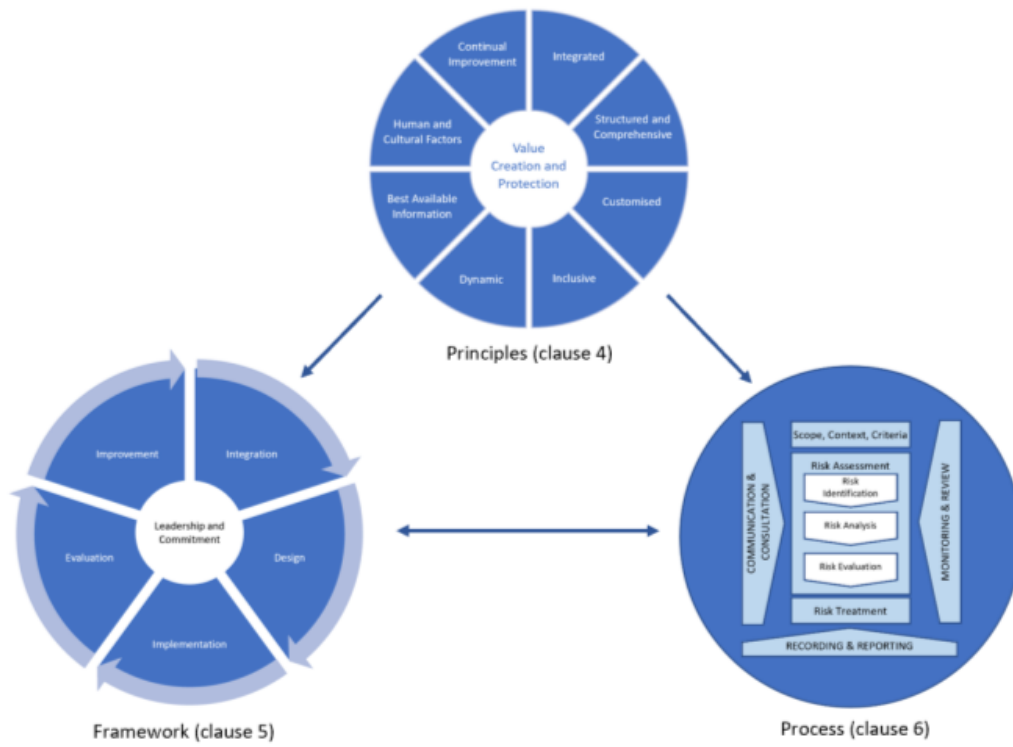 Continual
Improvement
Integrated
Human and
Cultural Factors
Structured and
Comprehensive
Value
Creation and
Protection
Best Available
Information
Customised
Dynamic
Inclusive
Principles (clause 4)
Improvement
Integration
Leadership and
Commitment
Evaluation
Design
Implementation
Framework (clause 5)
Scope, Context, Criteria
Risk Assessment
Risk
Identification
Risk Analysis
Risk Evaluation
Risk Treatment
COMMUNICATION &
CONSULTATION
MONITORING & REVIEW
RECORDING & REPORTING
Process (clause 6)